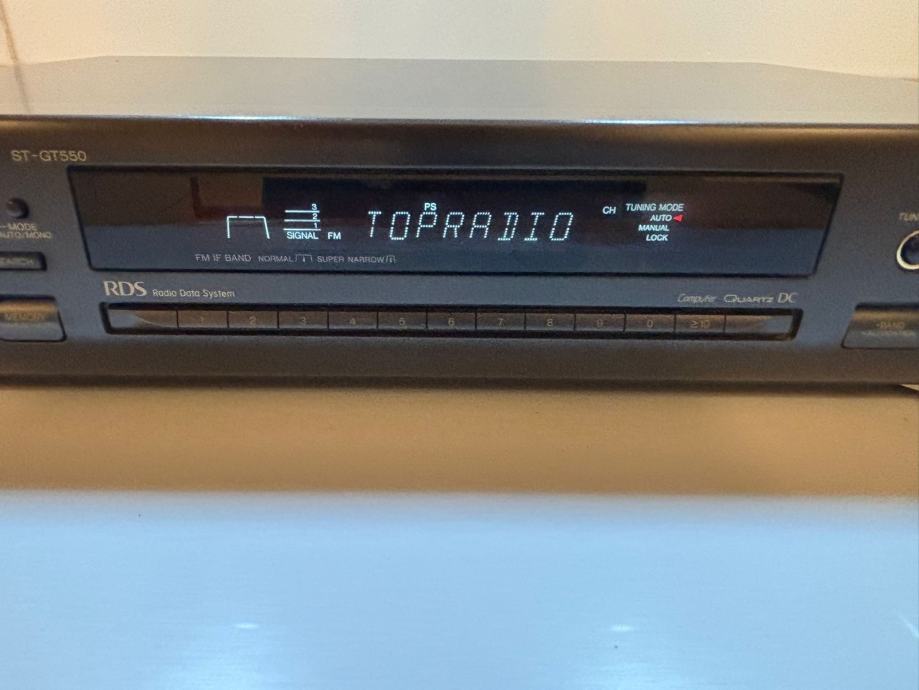 ST-GT550
PS
3
2
1
SIGNAL FM TOPRADIO CH TUNING MODE
AUTO
MANUAL
LOCK
-MODE
AUTO/MONO
FM IF BAND NORMAL SUPER NARROW
RDS Radio Data System
Computer QUARTZ DC
MEMORY
1 2 3 4 5 6 7 8 9 0 ≥10
-BAND